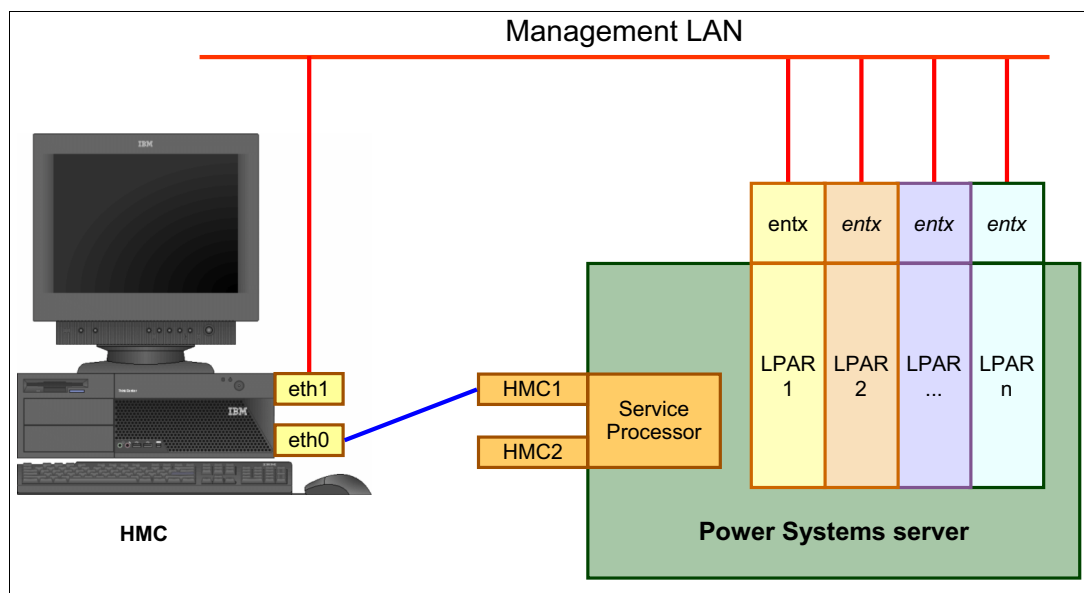 Management LAN
IBM
entx
entx
entx
entx
eth1
eth0
IBM
HMC1
HMC2
Service
Processor
LPAR
1
LPAR
2
LPAR
...
LPAR
n
HMC
Power Systems server